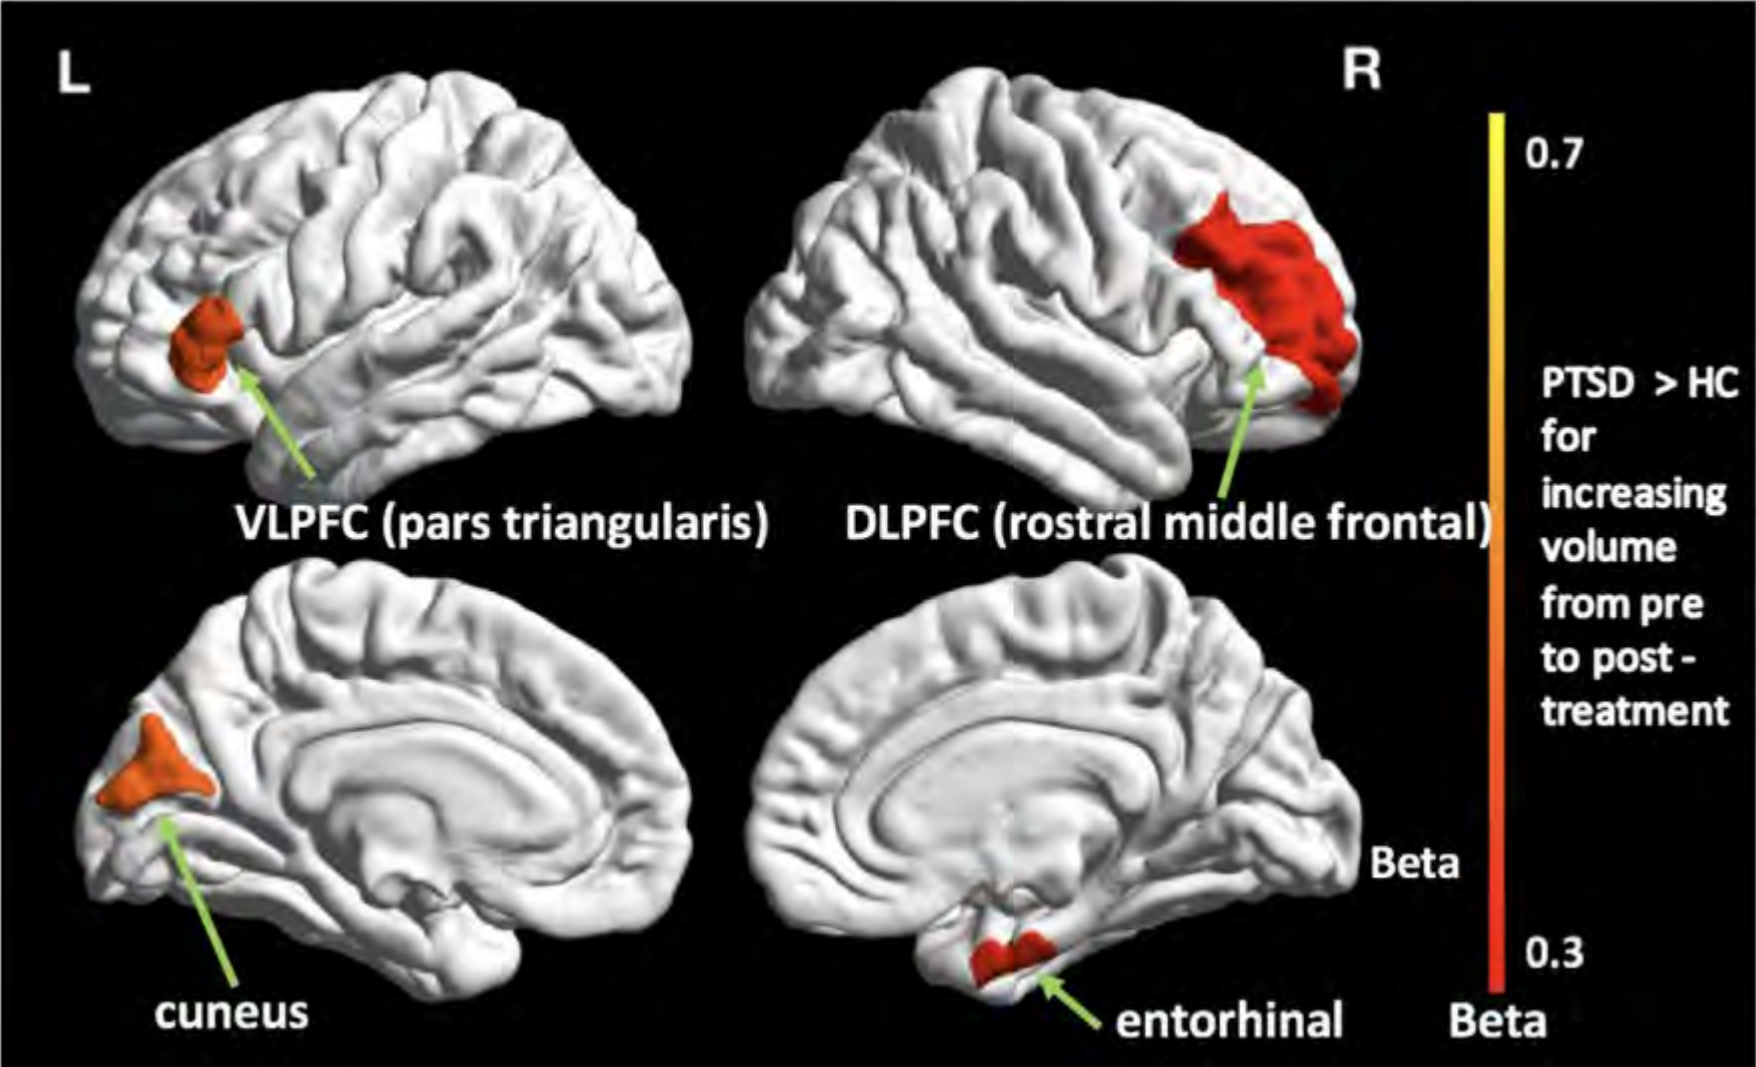 L
R
0.7
PTSD > HC
for
increasing
volume
from pre
to post -
treatment
VLPFC (pars triangularis)
DLPFC (rostral middle frontal)
Beta
0.3
cuneus
entorhinal
Beta